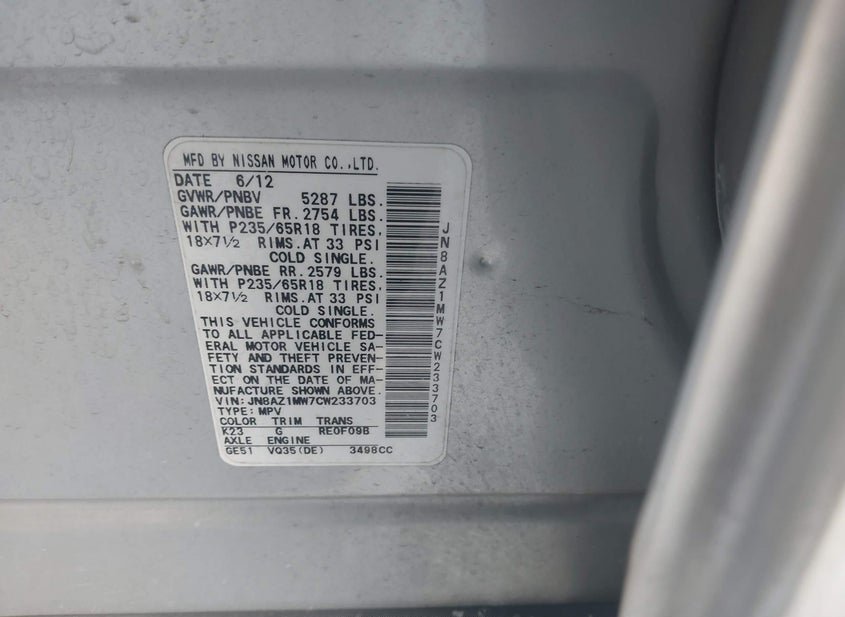 MFD BY NISSAN MOTOR CO.,LTD.
DATE 6/12
GVWR/PNBV 5287 LBS.
GAWR/PNBE FR. 2754 LBS.
WITH P235/65R18 TIRES,
18×7½ RIMS.AT 33 PSI
COLD SINGLE.
GAWR/PNBE RR. 2579 LBS.
WITH P235/65R18 TIRES,
18×7½ RIMS.AT 33 PSI
COLD SINGLE.
THIS VEHICLE CONFORMS
TO ALL APPLICABLE FED-
ERAL MOTOR VEHICLE SA-
FETY AND THEFT PREVEN-
TION STANDARDS IN EFF-
ECT ON THE DATE OF MA-
NUFACTURE SHOWN ABOVE.
VIN: JN8AZ1MW7CW233703
TYPE: MPV
COLOR TRIM TRANS
K23 G RE0F09B
AXLE ENGINE
GE51 VQ35(DE) 3498CC
JN8AZ1MW7CW233703